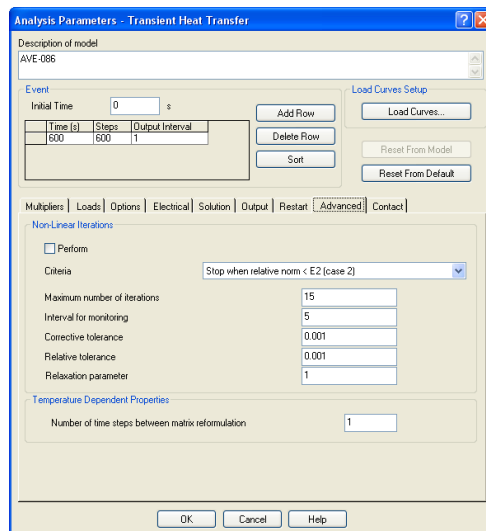 Analysis Parameters - Transient Heat Transfer
Description of model
AVE-086
Event
Load Curves Setup
Initial Time 0 s
Add Row
Load Curves...
Time (s) Steps Output Interval
600 600 1
Delete Row
Sort
Reset From Model
Reset From Default
Multipliers Loads Options Electrical Solution Output Restart Advanced Contact
Non-Linear Iterations
Perform
Criteria Stop when relative norm < E2 (case 2)
Maximum number of iterations 15
Interval for monitoring 5
Corrective tolerance 0.001
Relative tolerance 0.001
Relaxation parameter 1
Temperature Dependent Properties
Number of time steps between matrix reformulation 1
OK Cancel Help